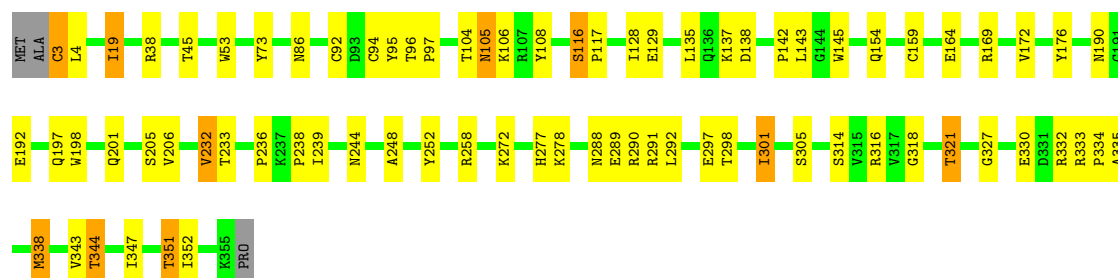 MET ALA C3 L4 I19 R38 T45 W53 Y73 N86 C92 D93 C94 Y95 T96 P97 T104 N105 K106 R107 Y108 S116 P117 I128 E129 L135 Q136 K137 D138 P142 L143 G144 W145 Q154 C159 E164 R169 V172 Y176 N190 G191
E192 Q197 W198 Q201 S205 V206 V232 T233 P236 K237 P238 I239 N244 A248 Y252 R258 K272 H277 K278 N288 E289 R290 R291 L292 E297 T298 I301 S305 S314 V315 R316 V317 G318 T321 G327 E330 D331 R332 R333 P334 A335
M338 V343 T344 I347 T351 I352 K355 PRO